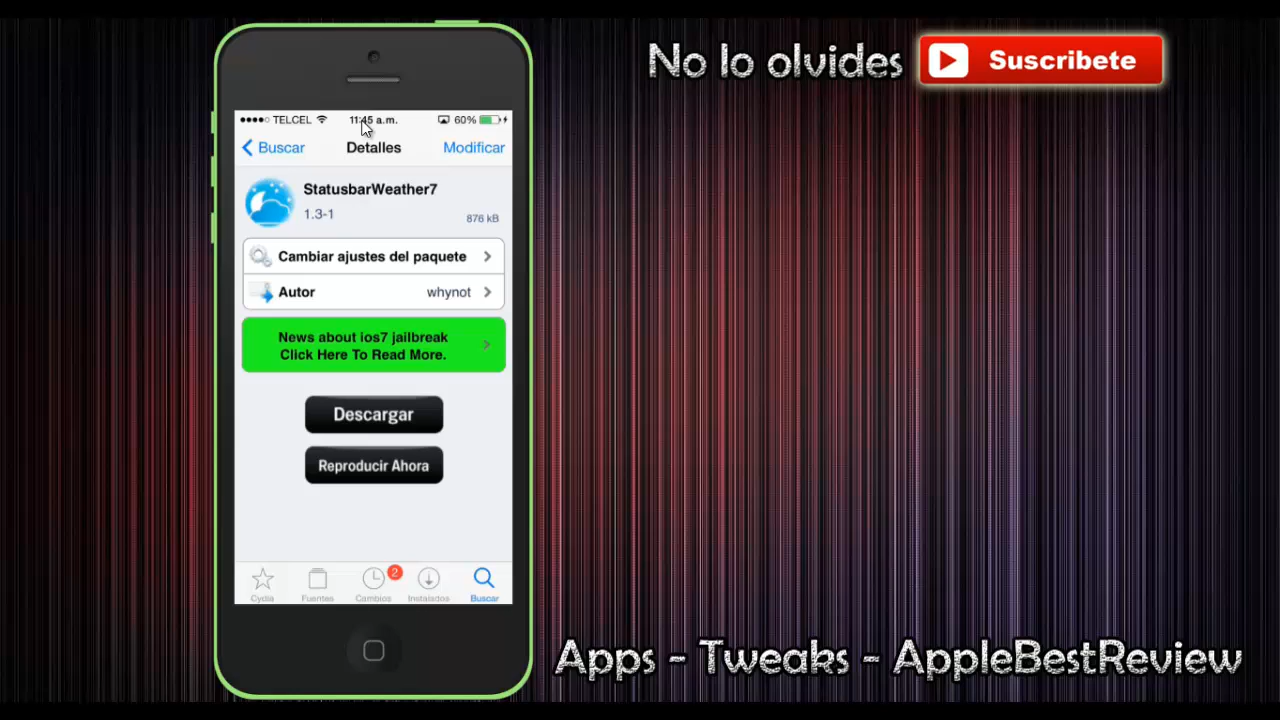 No lo olvides
Suscribete
TELCEL 11:45 a.m. 60%
Buscar Detalles Modificar
StatusbarWeather7
1.3-1 876 kB
Cambiar ajustes del paquete
Autor whynot
News about ios7 jailbreak
Click Here To Read More.
Descargar
Reproducir Ahora
2
Cydia Fuentes Cambios Instalados Buscar
Apps - Tweaks - AppleBestReview